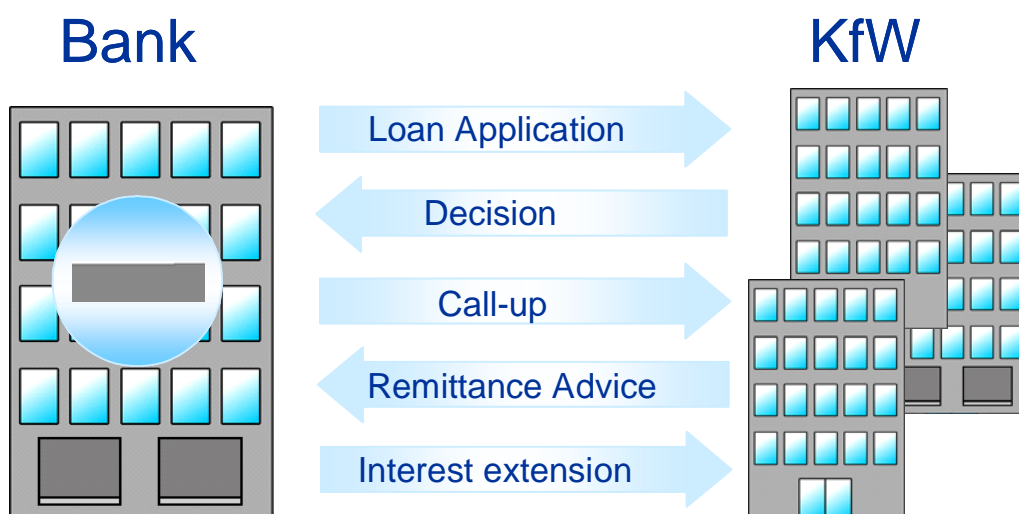 Bank
KfW
Loan Application
Decision
Call-up
Remittance Advice
Interest extension